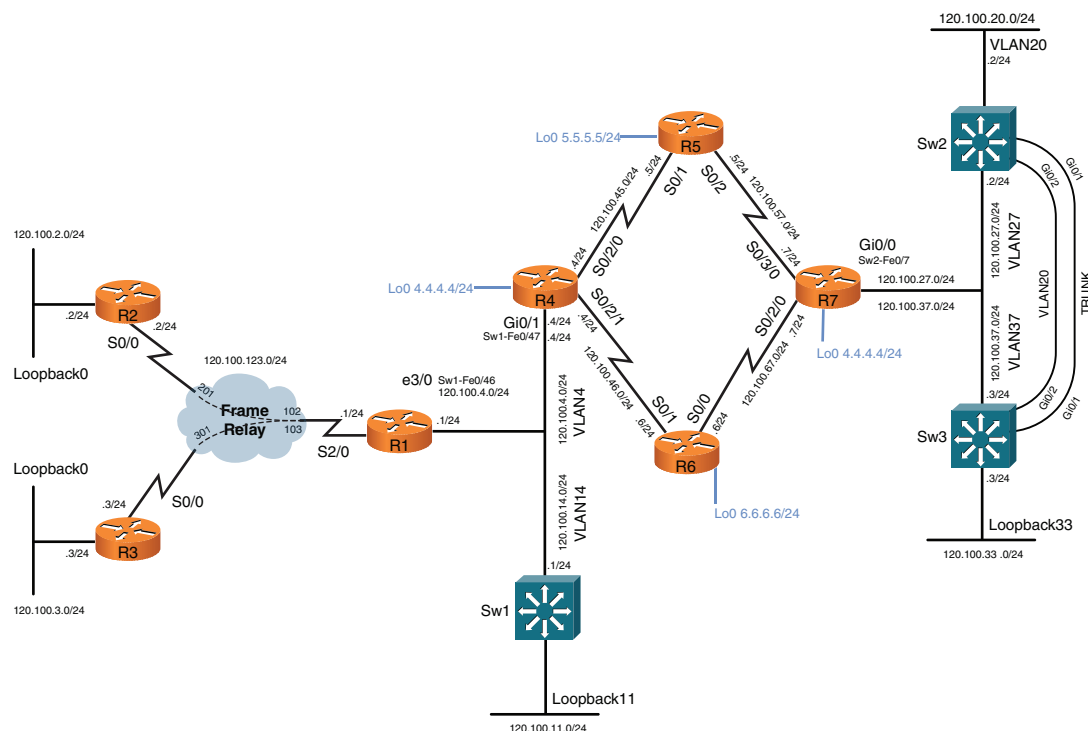 120.100.20.0/24
VLAN20
.2/24
Sw2
Gi0/1
Gi0/2
.2/24
120.100.27.0/24
VLAN27
VLAN20
TRUNK
120.100.37.0/24
VLAN37
.3/24
Gi0/2
Gi0/1
Sw3
.3/24
Loopback33
120.100.33 .0/24
Lo0 5.5.5.5/24
R5
.5/24
S0/1
120.100.45.0/24
.4/24
S0/2/0
.5/24
S0/2
120.100.57.0/24
.7/24
S0/3/0
Gi0/0
Sw2-Fe0/7
120.100.27.0/24
120.100.37.0/24
R7
Lo0 4.4.4.4/24
S0/2/0
.7/24
120.100.67.0/24
S0/0
.6/24
Lo0 4.4.4.4/24
R4
Gi0/1
Sw1-Fe0/47
.4/24
.4/24
S0/2/1
.4/24
120.100.46.0/24
S0/1
.6/24
R6
Lo0 6.6.6.6/24
120.100.2.0/24
.2/24
R2
.2/24
S0/0
Loopback0
120.100.123.0/24
201
Frame
Relay
102
103
301
.1/24
S2/0
R1
e3/0
Sw1-Fe0/46
120.100.4.0/24
.1/24
120.100.4.0/24
VLAN4
120.100.14.0/24
VLAN14
.1/24
Sw1
Loopback11
120.100.11.0/24
Loopback0
.3/24
S0/0
.3/24
R3
120.100.3.0/24